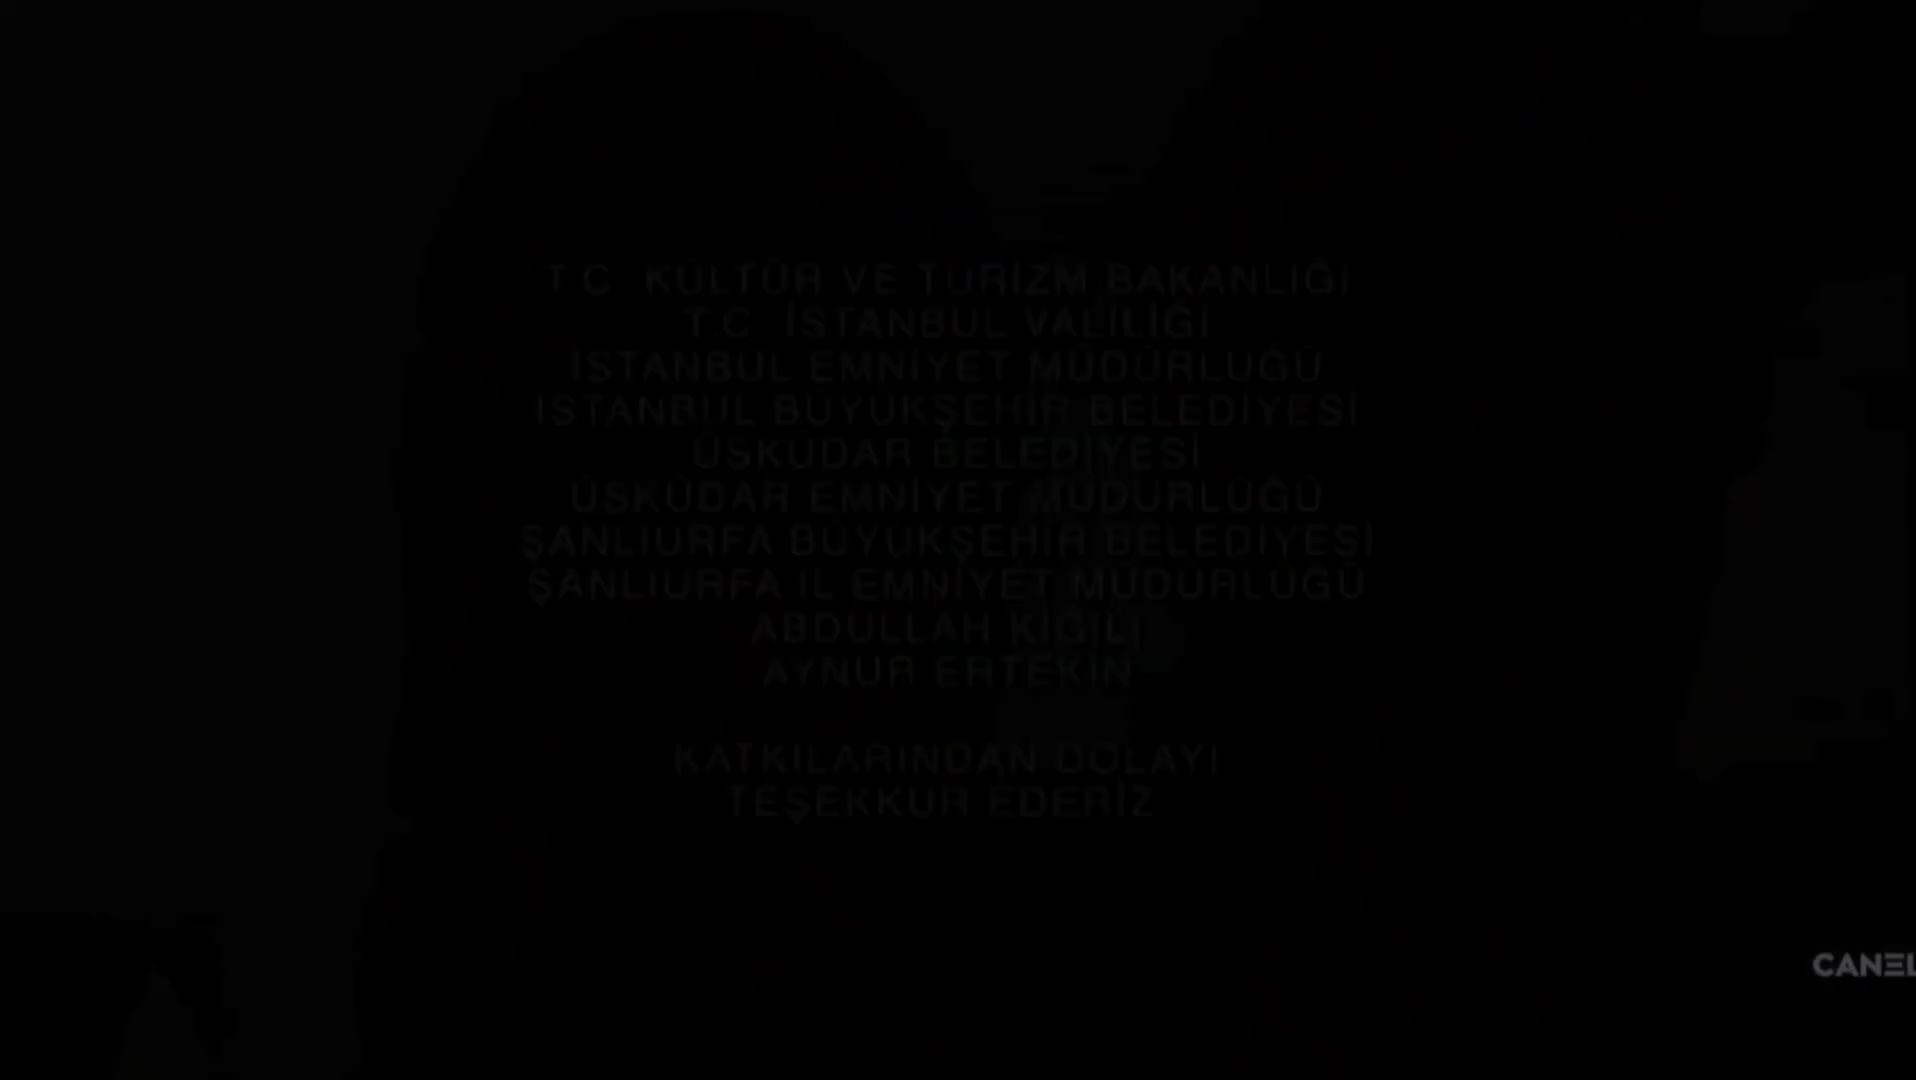 T.C. KÜLTÜR VE TURİZM BAKANLIĞI
T.C. İSTANBUL VALİLİĞİ
İSTANBUL EMNİYET MÜDÜRLÜĞÜ
İSTANBUL BÜYÜKŞEHİR BELEDİYESİ
ÜSKÜDAR BELEDİYESİ
ÜSKÜDAR EMNİYET MÜDÜRLÜĞÜ
ŞANLIURFA BÜYÜKŞEHİR BELEDİYESİ
ŞANLIURFA İL EMNİYET MÜDÜRLÜĞÜ
ABDULLAH KİĞILI
AYNUR ERTEKİN
KATKILARINDAN DOLAYI
TEŞEKKÜR EDERİZ
CANEL